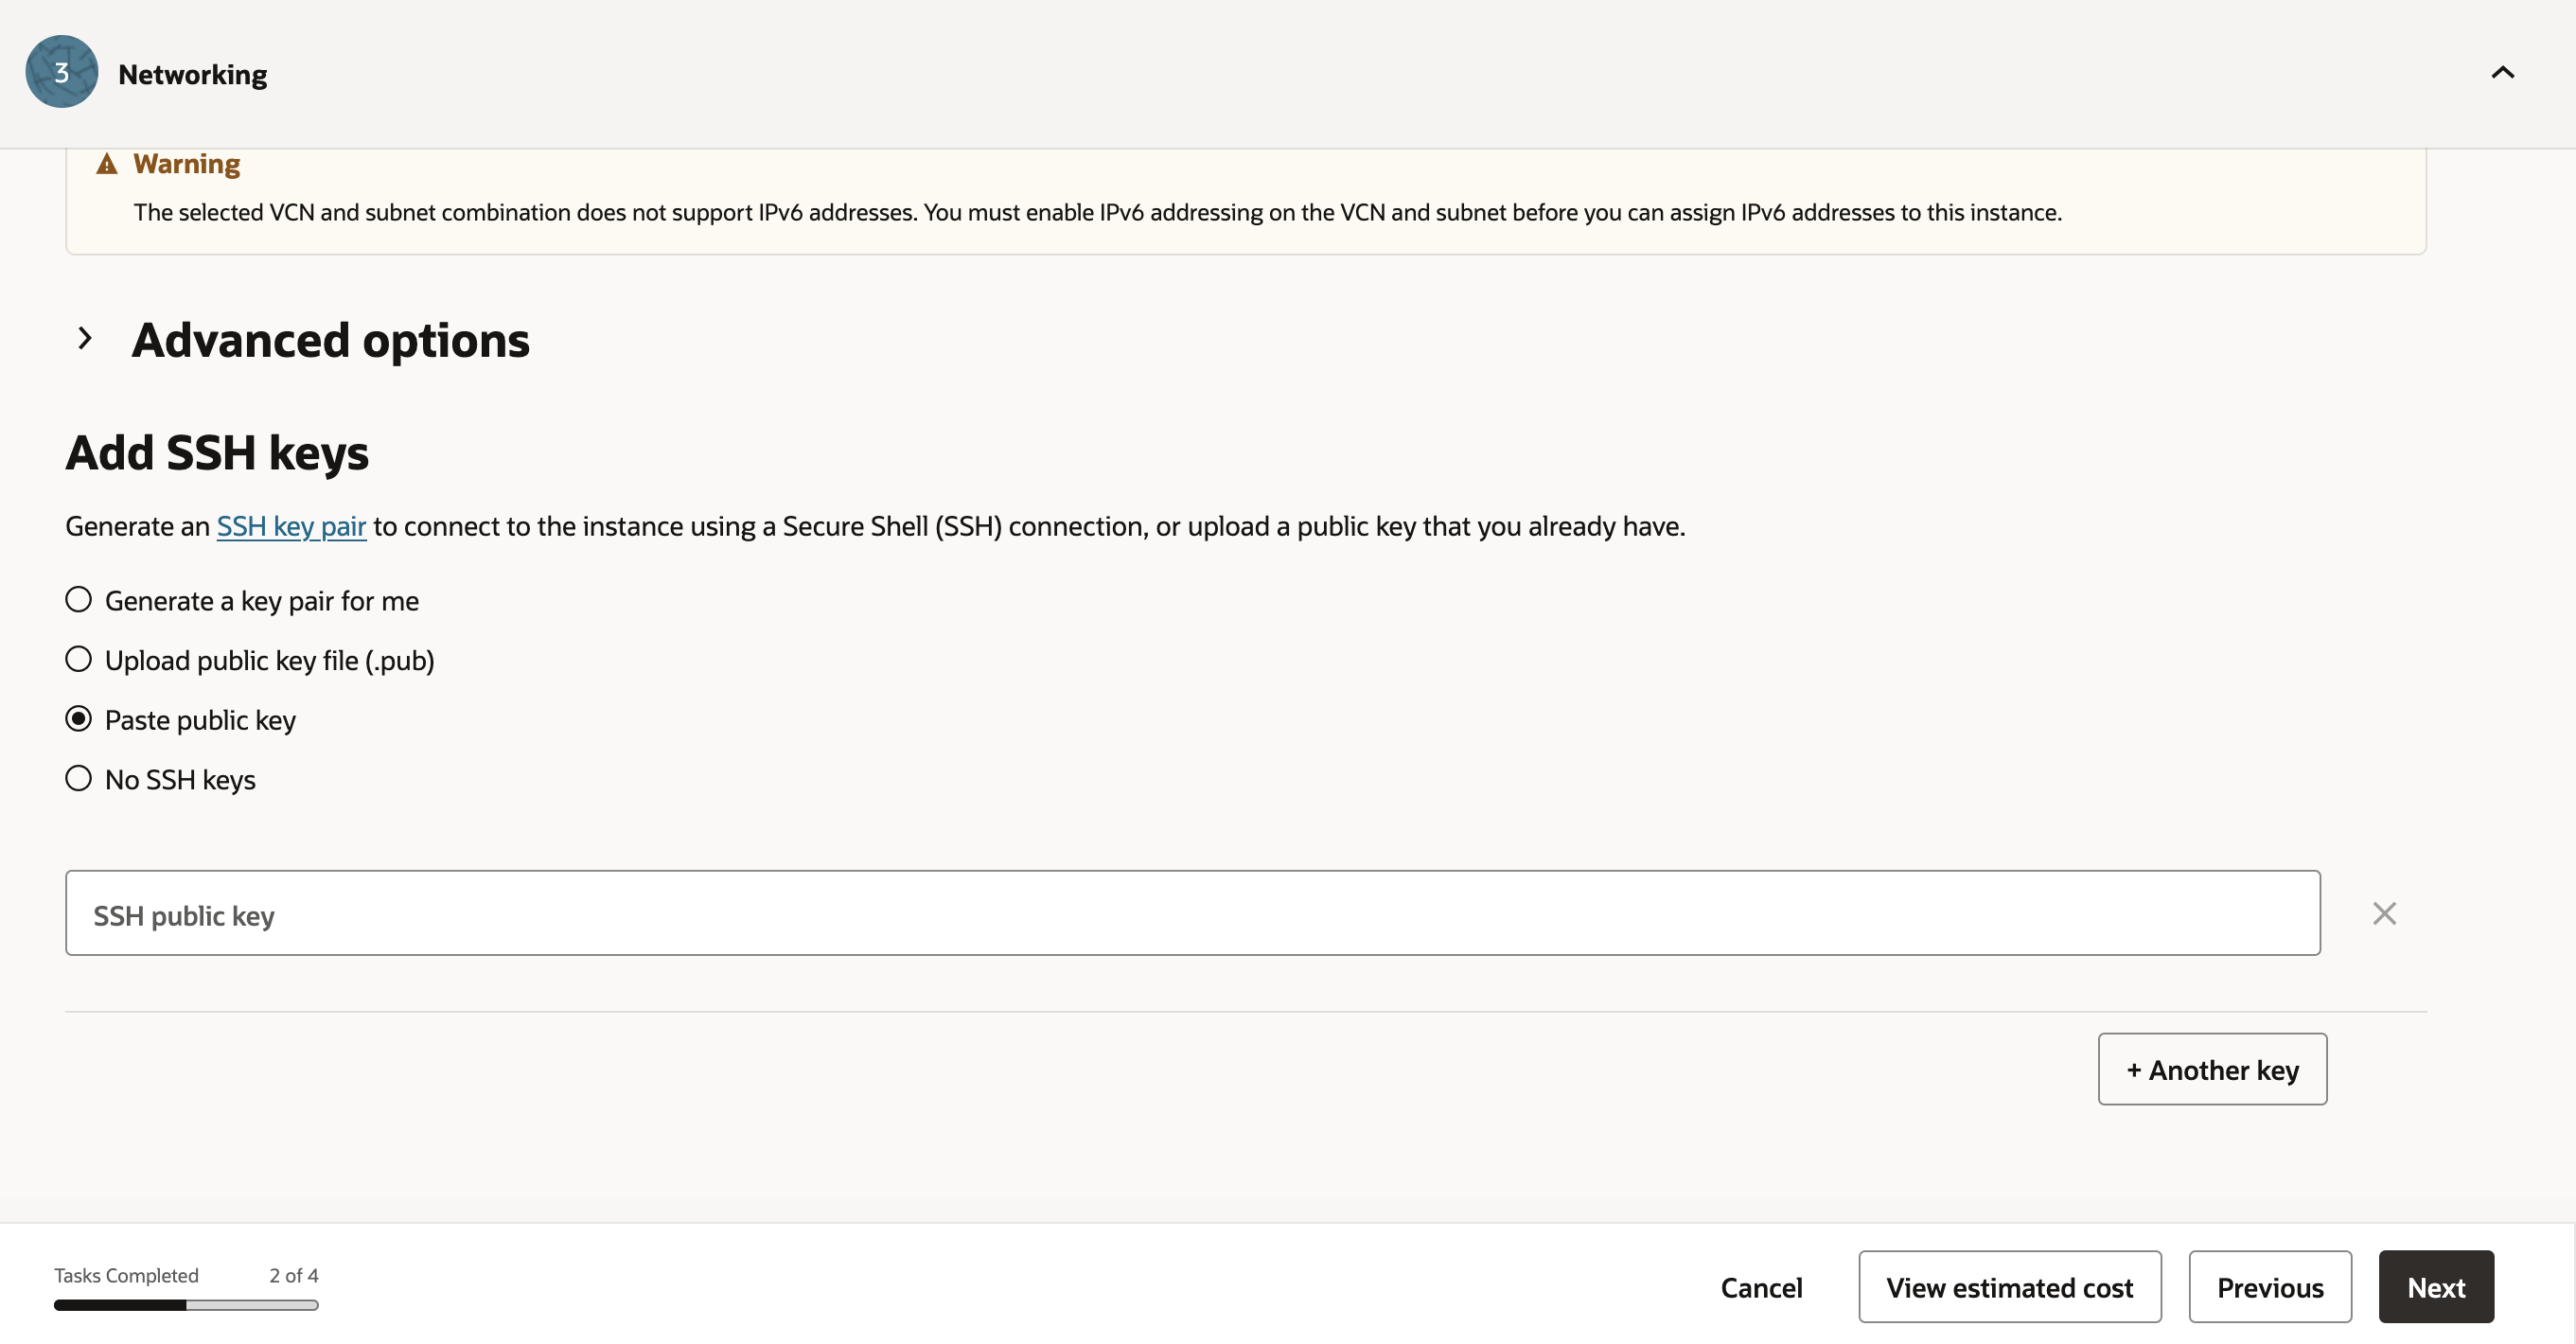 3
Networking
Warning
The selected VCN and subnet combination does not support IPv6 addresses. You must enable IPv6 addressing on the VCN and subnet before you can assign IPv6 addresses to this instance.
Advanced options
Add SSH keys
Generate an SSH key pair to connect to the instance using a Secure Shell (SSH) connection, or upload a public key that you already have.
Generate a key pair for me
Upload public key file (.pub)
Paste public key
No SSH keys
SSH public key
+ Another key
Tasks Completed 2 of 4
Cancel
View estimated cost
Previous
Next